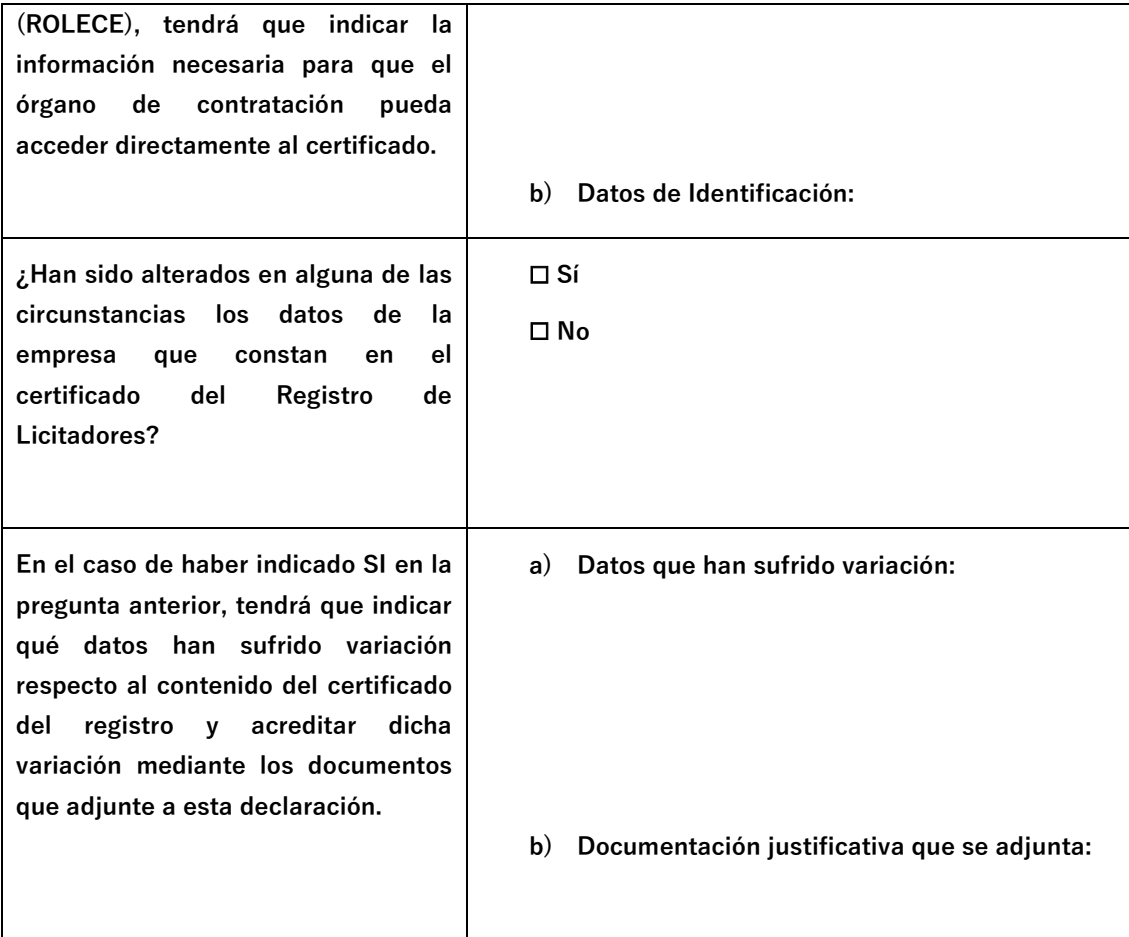 (ROLECE), tendrá que indicar la
información necesaria para que el
órgano de contratación pueda
acceder directamente al certificado.
b) Datos de Identificación:
¿Han sido alterados en alguna de las
circunstancias los datos de la
empresa que constan en el
certificado del Registro de
Licitadores?
☐ Sí
☐ No
En el caso de haber indicado SI en la
pregunta anterior, tendrá que indicar
qué datos han sufrido variación
respecto al contenido del certificado
del registro y acreditar dicha
variación mediante los documentos
que adjunte a esta declaración.
a) Datos que han sufrido variación:
b) Documentación justificativa que se adjunta: